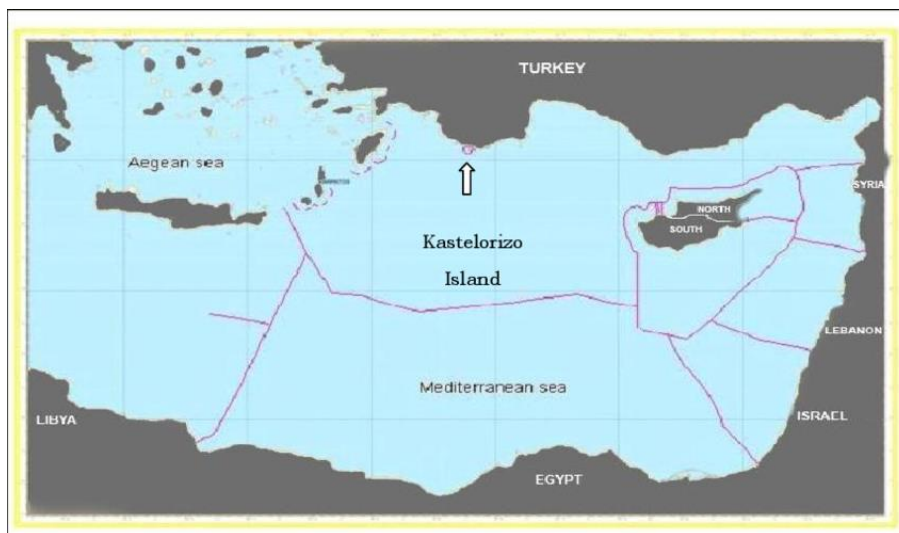 TURKEY
Aegean sea
SYRIA
NORTH
SOUTH
Kastelorizo
Island
LEBANON
Mediterranean sea
ISRAEL
LIBYA
EGYPT